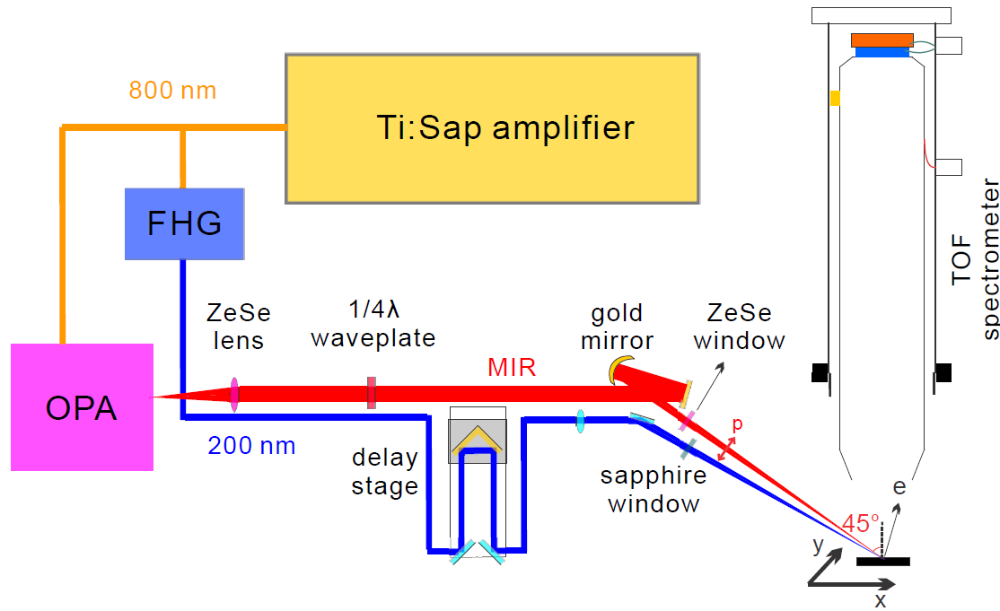 800 nm
Ti:Sap amplifier
FHG
TOF
spectrometer
ZeSe
lens
1/4λ
waveplate
gold
mirror
ZeSe
window
MIR
OPA
p
200 nm
delay
stage
sapphire
window
e
45°
y
x